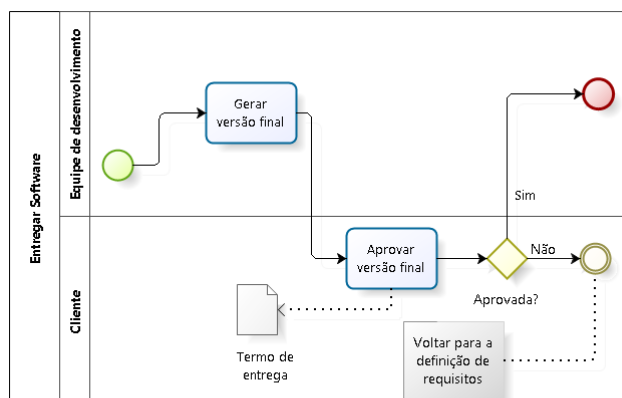 Entregar Software
Equipe de desenvolvimento
Gerar
versão final
Sim
Cliente
Aprovar
versão final
Não
Aprovada?
Termo de
entrega
Voltar para a
definição de
requisitos